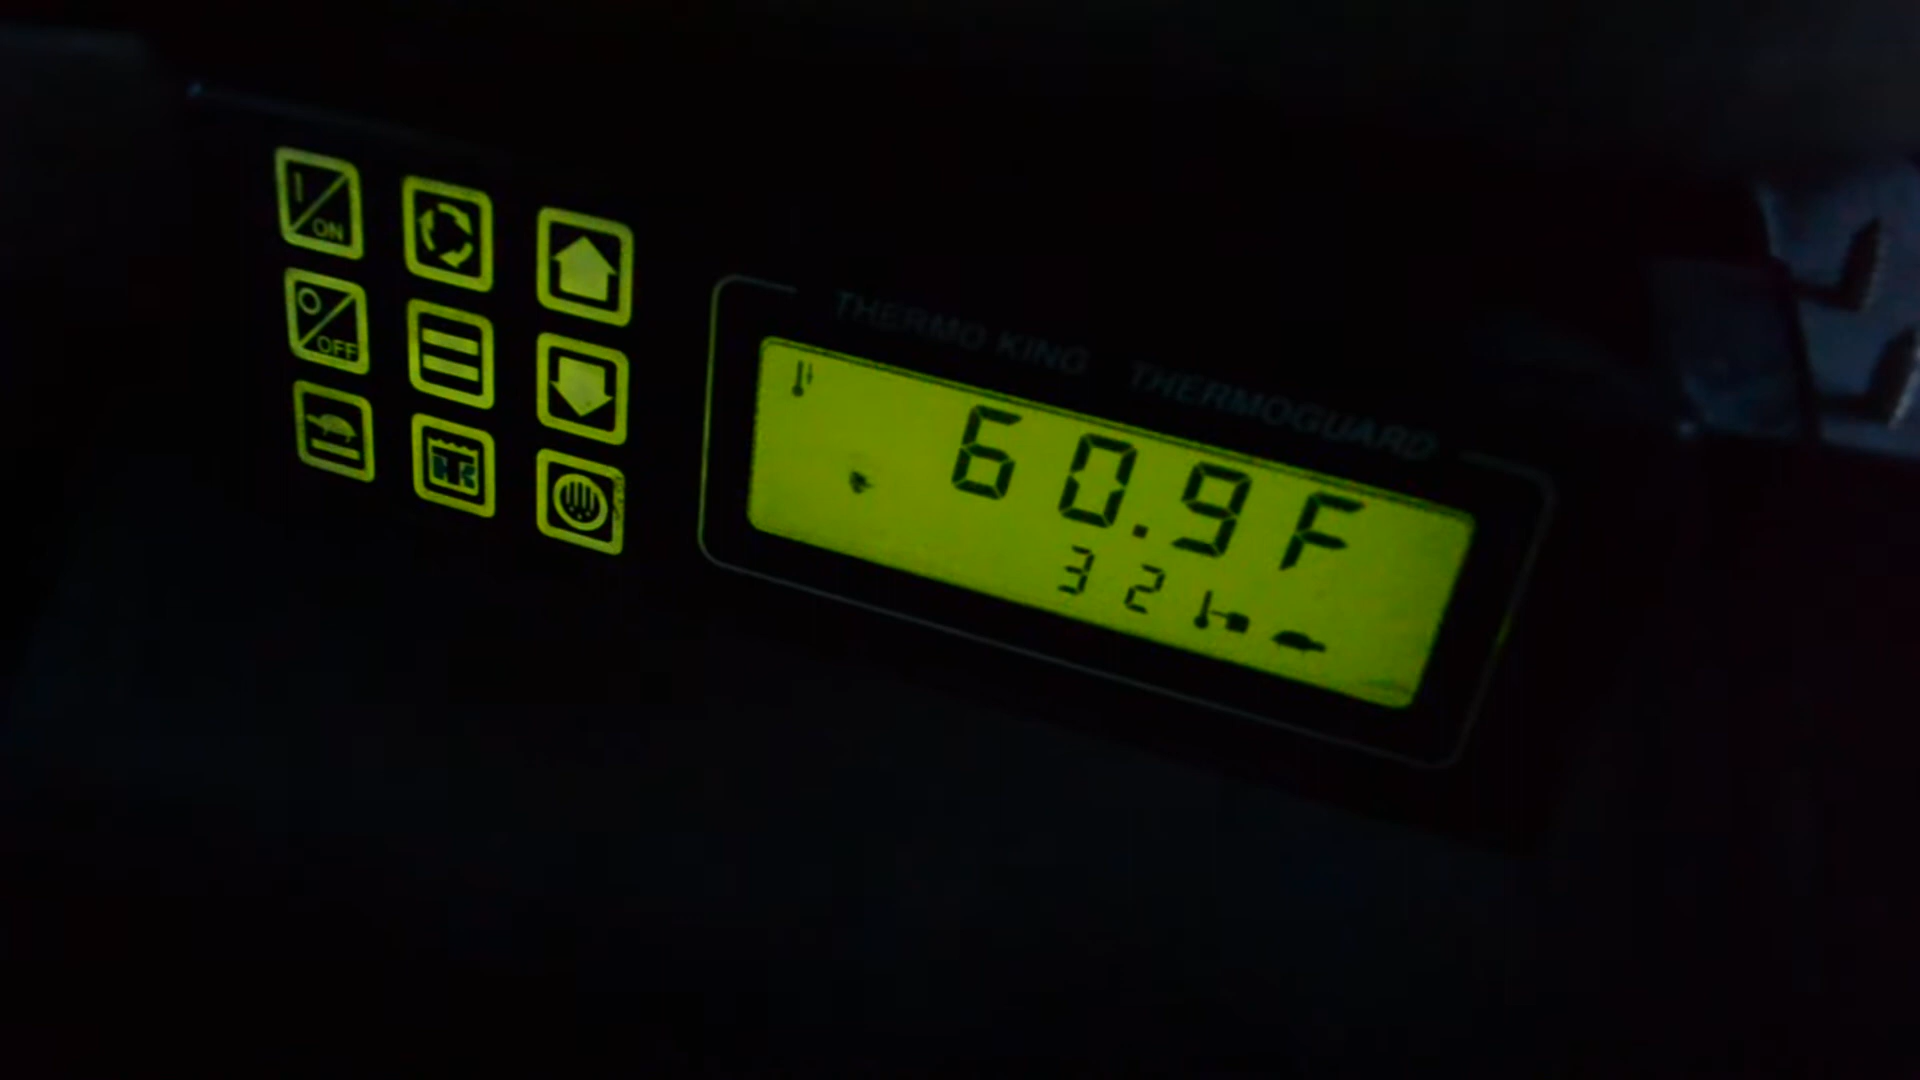 I/ON
O/OFF
THERMO KING THERMOGUARD
60.9F
32